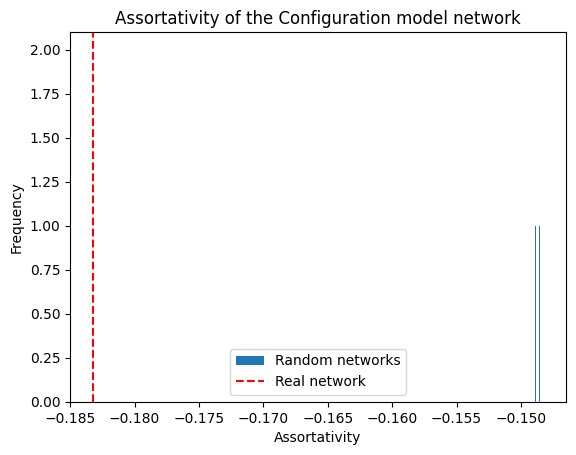 Assortativity of the Configuration model network
Frequency
2.00
1.75
1.50
1.25
1.00
0.75
0.50
0.25
0.00
Random networks
Real network
−0.185 −0.180 −0.175 −0.170 −0.165 −0.160 −0.155 −0.150
Assortativity